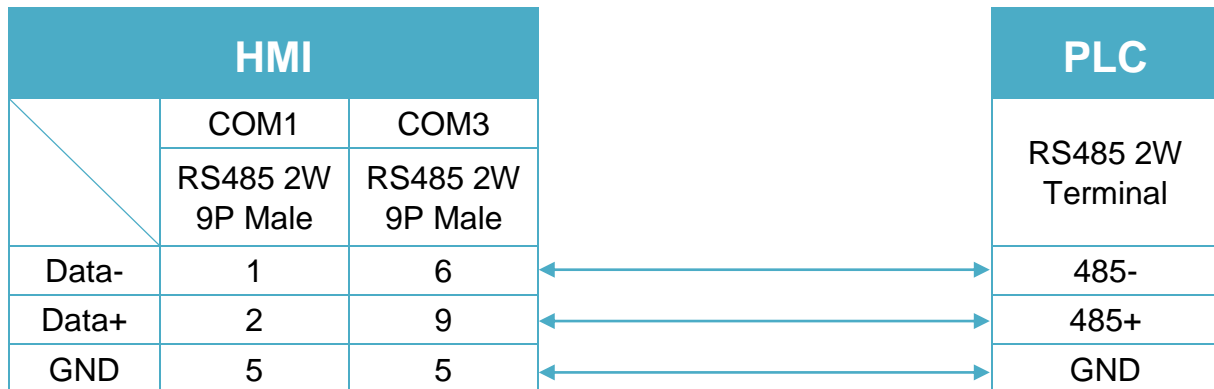 HMI
PLC
COM1 COM3
RS485 2W
9P Male
RS485 2W
9P Male
RS485 2W
Terminal
Data- 1 6 485-
Data+ 2 9 485+
GND 5 5 GND